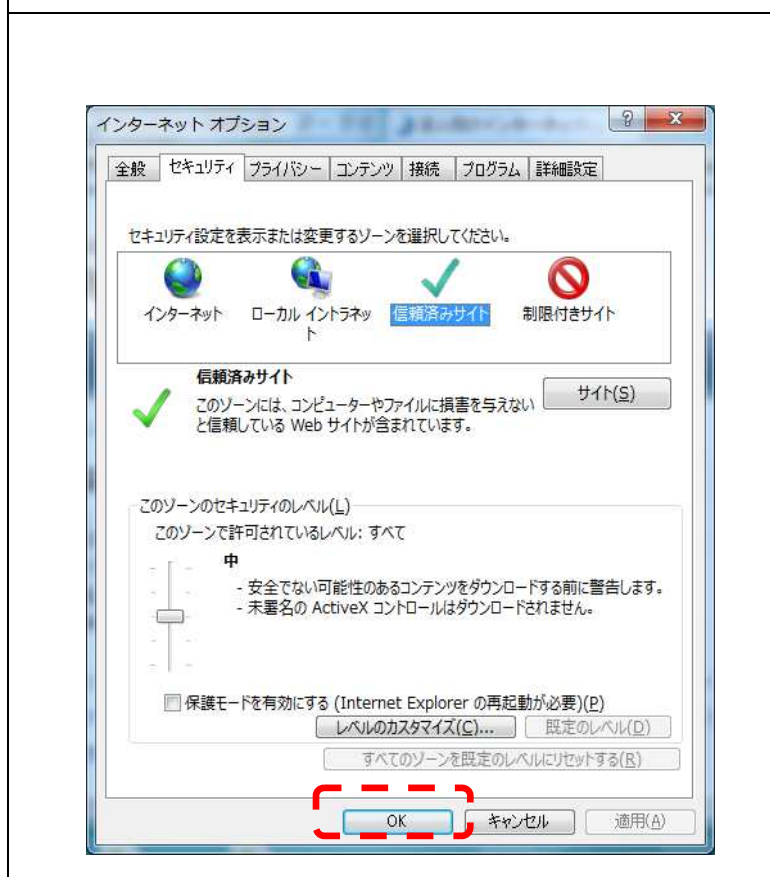 インターネット オプション
全般 セキュリティ プライバシー コンテンツ 接続 プログラム 詳細設定
セキュリティ設定を表示または変更するゾーンを選択してください。
インターネット ローカル イントラネッ 信頼済みサイト 制限付きサイト
ト
信頼済みサイト
サイト(S)
このゾーンには、コンピューターやファイルに損害を与えない
と信頼している Web サイトが含まれています。
このゾーンのセキュリティのレベル(L)
このゾーンで許可されているレベル: すべて
中
- 安全でない可能性のあるコンテンツをダウンロードする前に警告します。
- 未署名の ActiveX コントロールはダウンロードされません。
保護モードを有効にする (Internet Explorer の再起動が必要)(P)
レベルのカスタマイズ(C)... 既定のレベル(D)
すべてのゾーンを既定のレベルにリセットする(R)
OK キャンセル 適用(A)